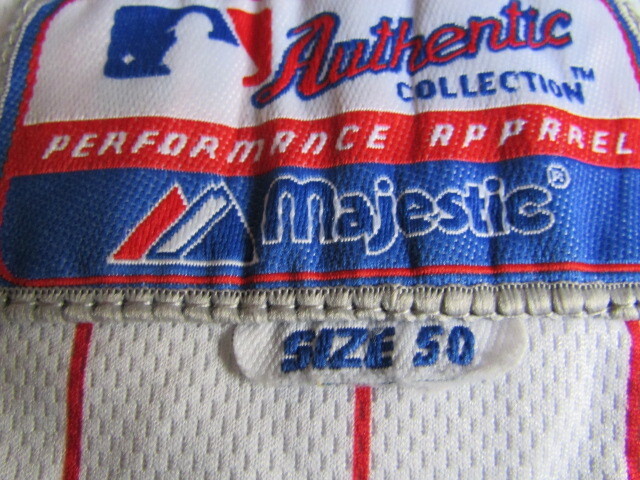 Authentic
COLLECTION™
PERFORMANCE APPAREL
Majestic®
SIZE 50